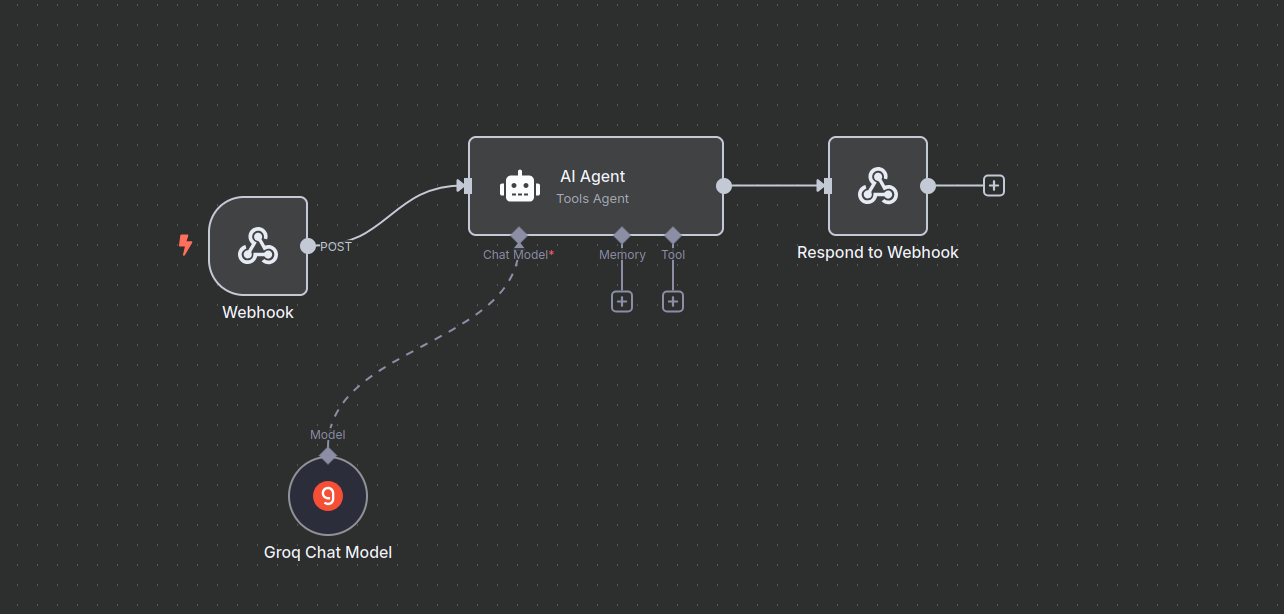 AI Agent
Tools Agent
POST
Chat Model*
Memory
Tool
Respond to Webhook
Webhook
Model
Groq Chat Model